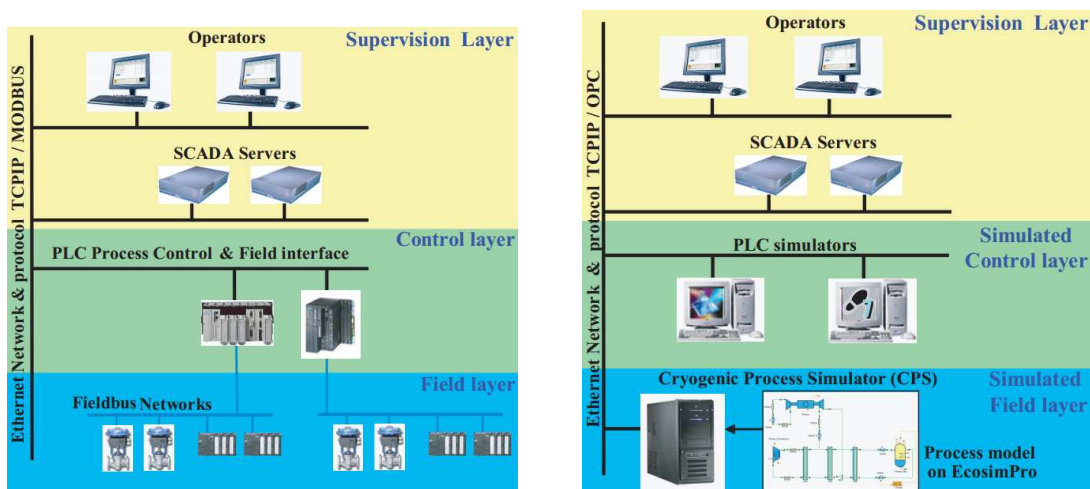 Ethernet Network & protocol TCPIP / MODBUS
Operators
Supervision Layer
SCADA Servers
Control layer
PLC Process Control & Field interface
Field layer
Fieldbus Networks
Ethernet Network & protocol TCPIP / OPC
Operators
Supervision Layer
SCADA Servers
Simulated
Control layer
PLC simulators
Cryogenic Process Simulator (CPS)
Simulated
Field layer
Process model
on EcosimPro